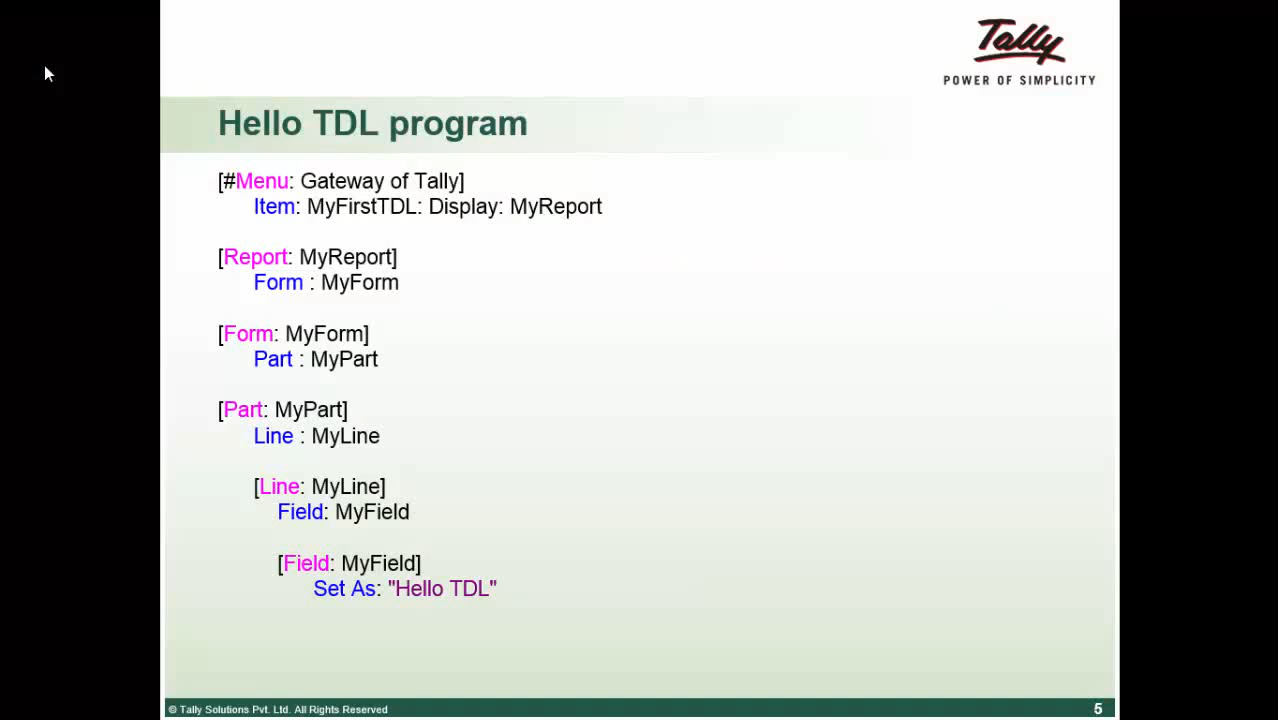 Tally
POWER OF SIMPLICITY
Hello TDL program
[#Menu: Gateway of Tally]
Item: MyFirstTDL: Display: MyReport
[Report: MyReport]
Form : MyForm
[Form: MyForm]
Part : MyPart
[Part: MyPart]
Line : MyLine
[Line: MyLine]
Field: MyField
[Field: MyField]
Set As: "Hello TDL"
© Tally Solutions Pvt. Ltd. All Rights Reserved
5